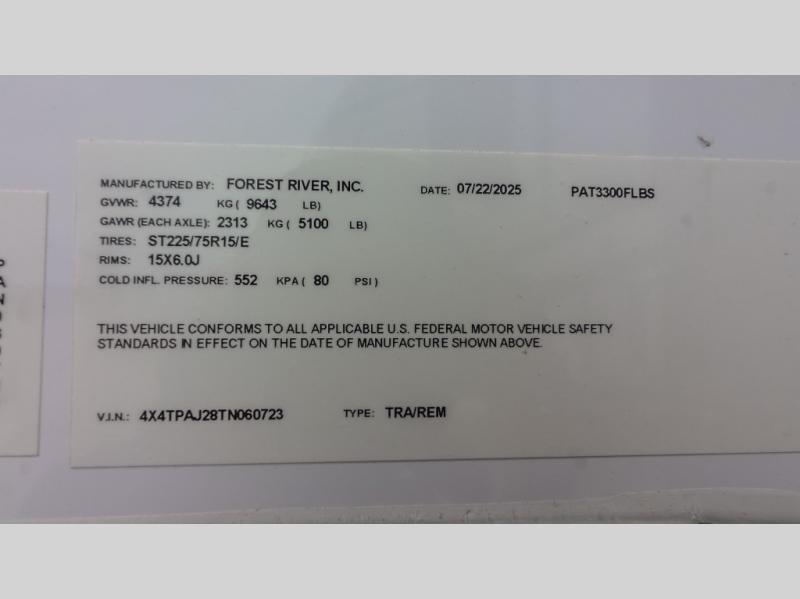 MANUFACTURED BY: FOREST RIVER, INC. DATE: 07/22/2025 PAT3300FLBS
GVWR: 4374 KG ( 9643 LB)
GAWR (EACH AXLE): 2313 KG ( 5100 LB)
TIRES: ST225/75R15/E
RIMS: 15X6.0J
COLD INFL. PRESSURE: 552 KPA ( 80 PSI )
THIS VEHICLE CONFORMS TO ALL APPLICABLE U.S. FEDERAL MOTOR VEHICLE SAFETY
STANDARDS IN EFFECT ON THE DATE OF MANUFACTURE SHOWN ABOVE.
V.I.N.: 4X4TPAJ28TN060723 TYPE: TRA/REM